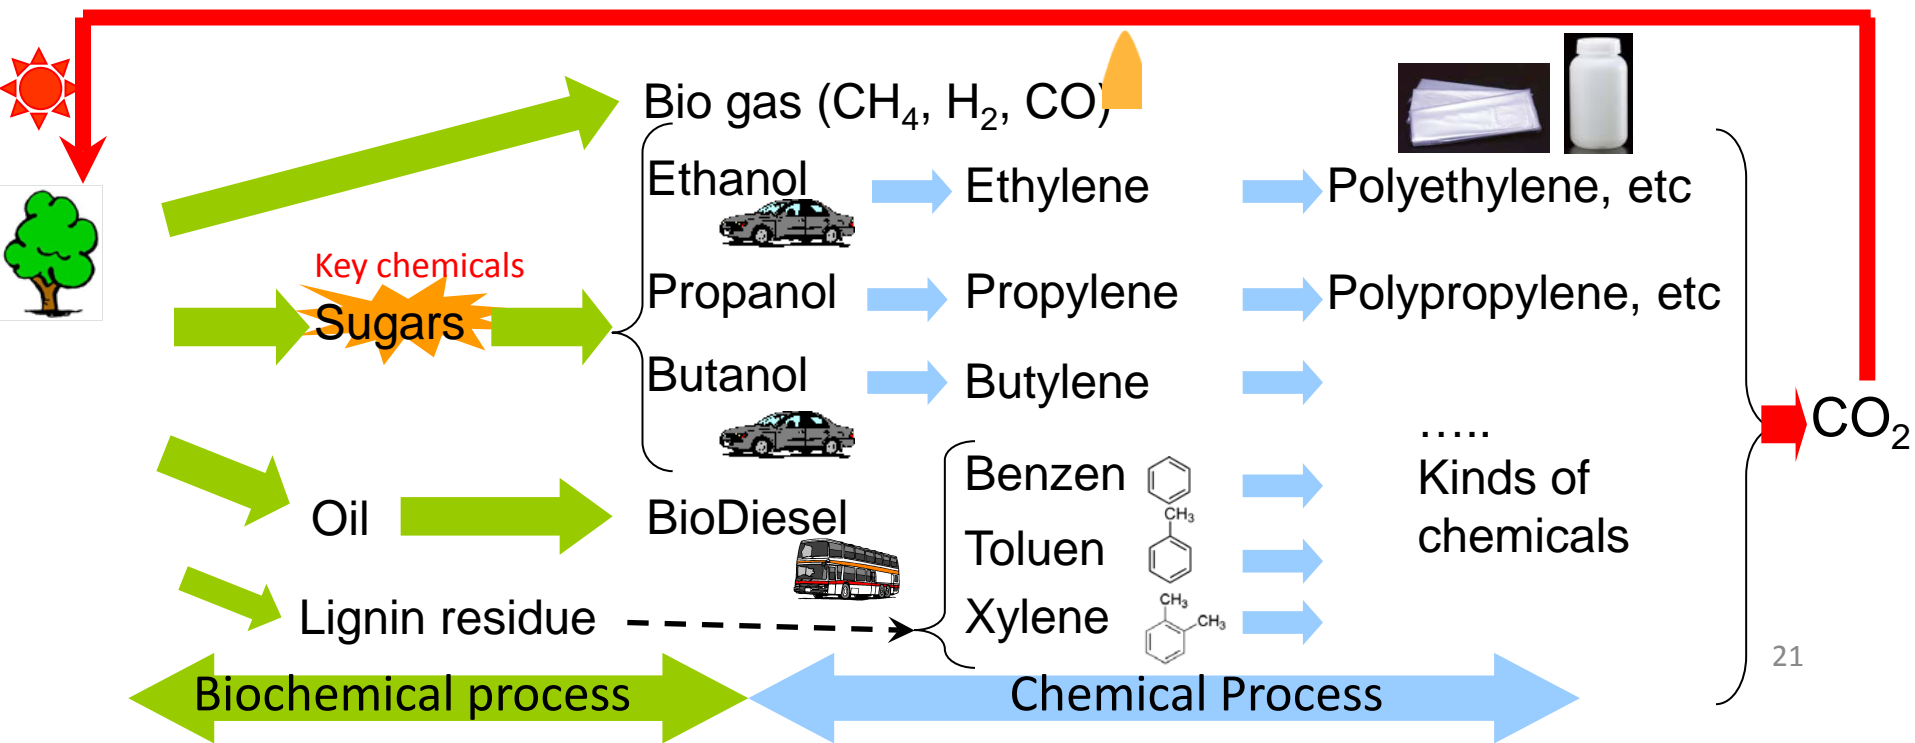 Bio gas (CH₄, H₂, CO)
Ethanol
Ethylene
Polyethylene, etc
Key chemicals
Sugars
Propanol
Propylene
Polypropylene, etc
Butanol
Butylene
CO₂
.....
Kinds of
chemicals
Benzen
CH₃
Oil
BioDiesel
Toluen
Lignin residue
Xylene
CH₃
CH₃
21
Biochemical process
Chemical Process